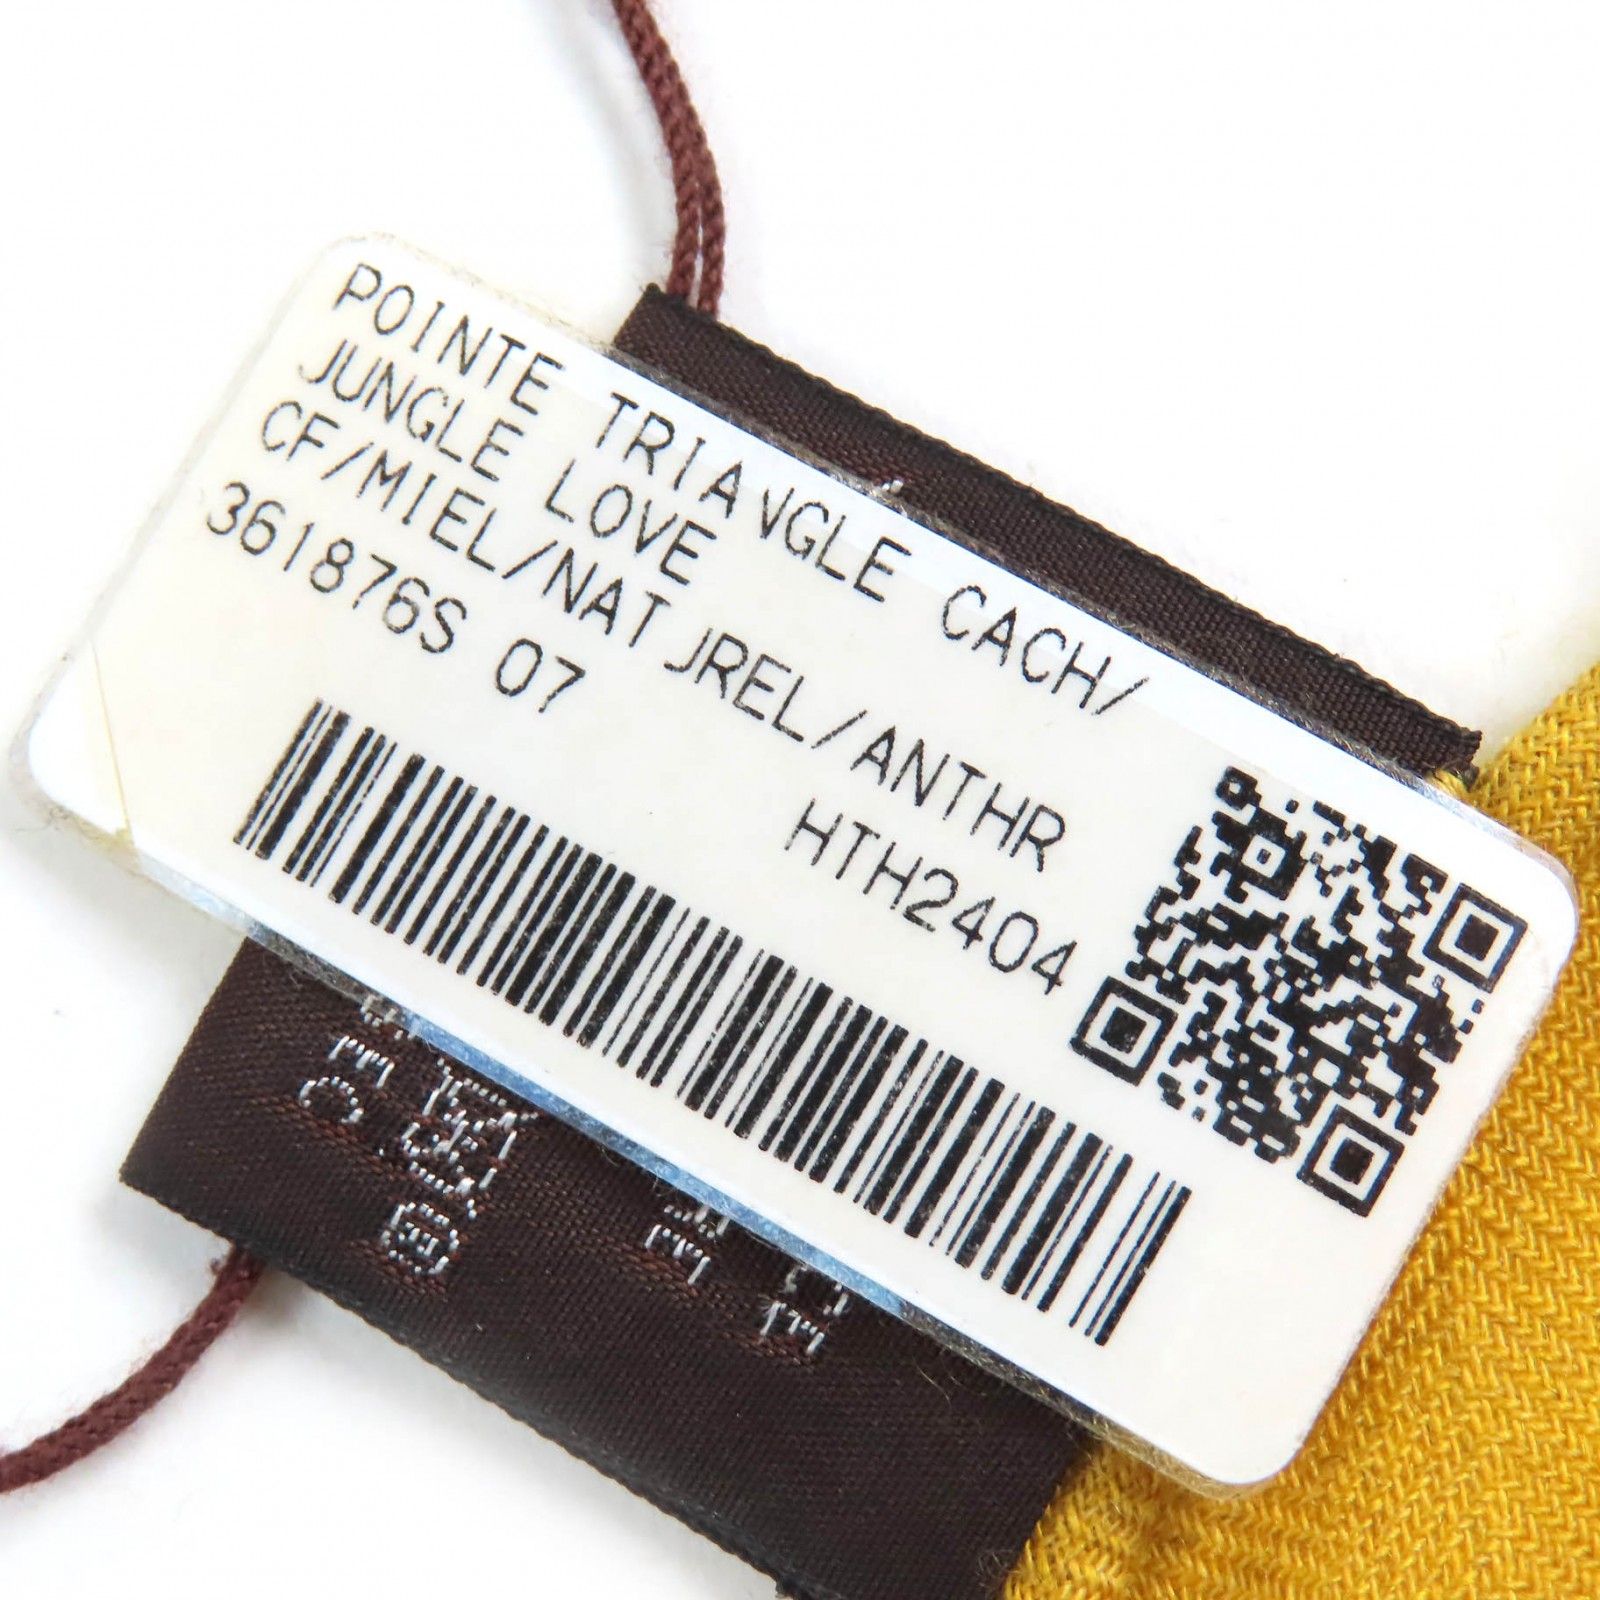 POINTE TRIANGLE CACH/
JUNGLE LOVE
CF/MIEL/NATUREL/ANTHR
361876S 07 HTH2404